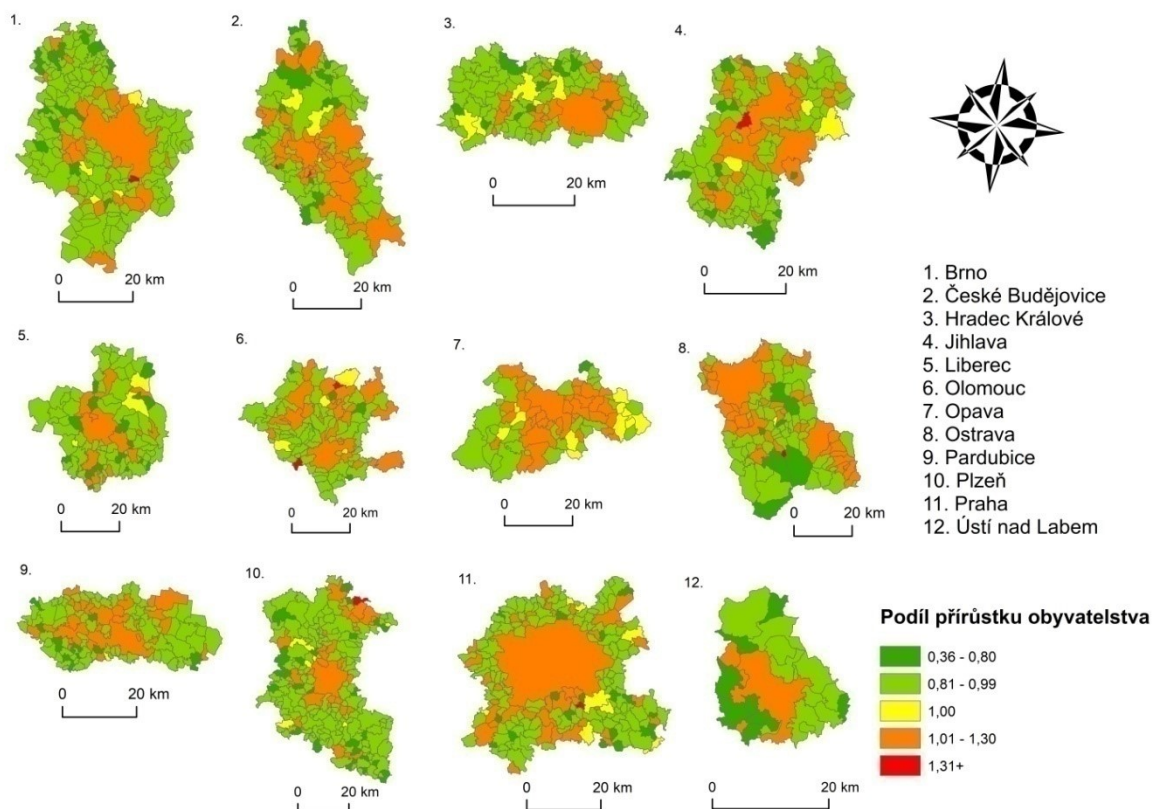 1.
2.
3.
4.
0 20 km
0 20 km
0 20 km
0 20 km
1. Brno
2. České Budějovice
3. Hradec Králové
4. Jihlava
5. Liberec
6. Olomouc
7. Opava
8. Ostrava
9. Pardubice
10. Plzeň
11. Praha
12. Ústí nad Labem
5.
6.
7.
8.
0 20 km
0 20 km
0 20 km
0 20 km
9.
10.
11.
12.
0 20 km
0 20 km
0 20 km
0 20 km
Podíl přírůstku obyvatelstva
0,36 - 0,80
0,81 - 0,99
1,00
1,01 - 1,30
1,31+